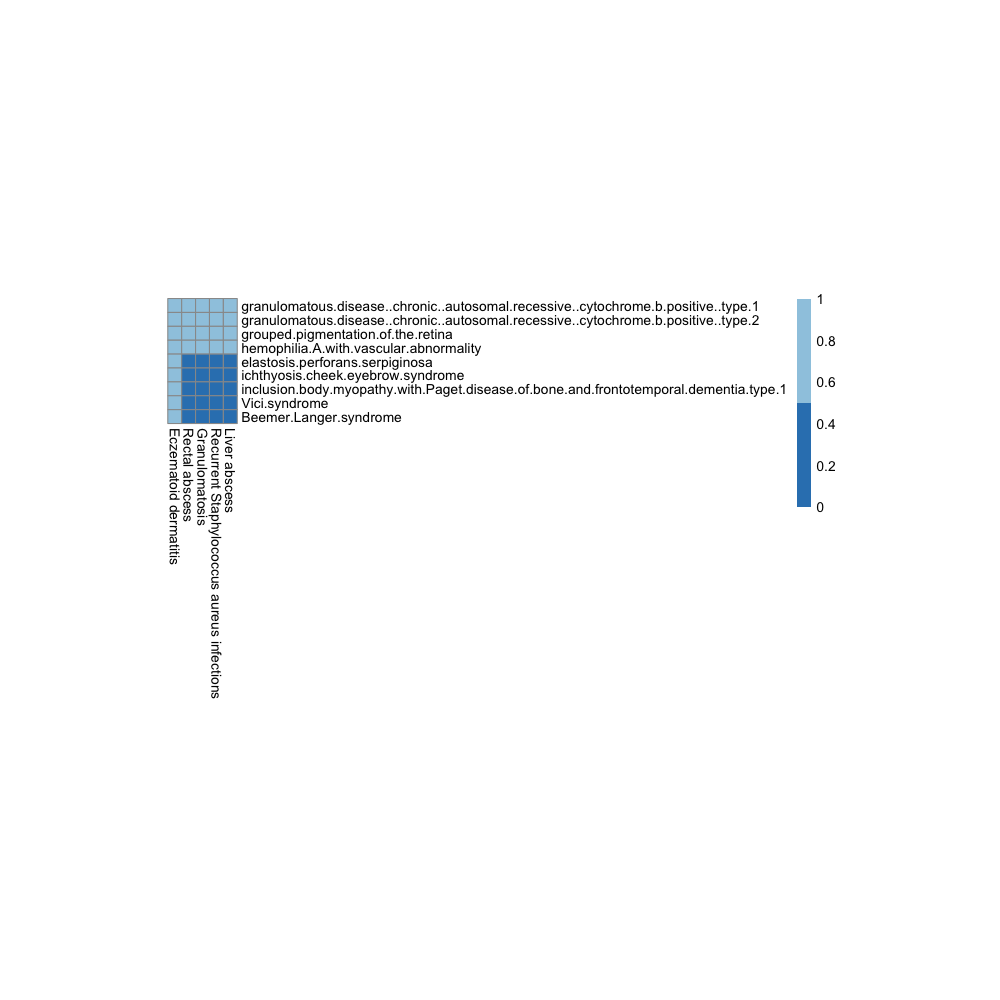 granulomatous.disease..chronic..autosomal.recessive..cytochrome.b.positive..type.1
granulomatous.disease..chronic..autosomal.recessive..cytochrome.b.positive..type.2
grouped.pigmentation.of.the.retina
hemophilia.A.with.vascular.abnormality
elastosis.perforans.serpiginosa
ichthyosis.cheek.eyebrow.syndrome
inclusion.body.myopathy.with.Paget.disease.of.bone.and.frontotemporal.dementia.type.1
Vici.syndrome
Beemer.Langer.syndrome
Eczematoid dermatitis
Rectal abscess
Granulomatosis
Recurrent Staphylococcus aureus infections
Liver abscess
1
0.8
0.6
0.4
0.2
0